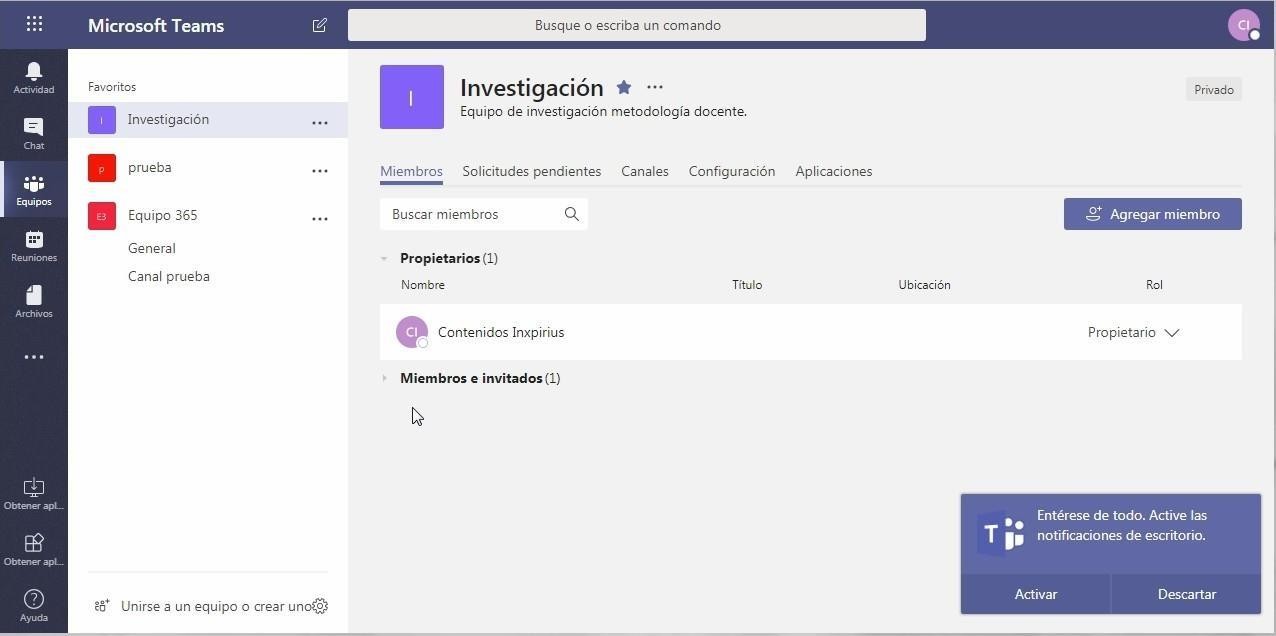 Microsoft Teams
Busque o escriba un comando
CI
Actividad
Chat
Equipos
Reuniones
Archivos
Obtener apl...
Obtener apl...
Ayuda
Favoritos
I Investigación
P prueba
E3 Equipo 365
General
Canal prueba
Unirse a un equipo o crear uno
I
Investigación
Equipo de investigación metodología docente.
Privado
Miembros Solicitudes pendientes Canales Configuración Aplicaciones
Buscar miembros
Agregar miembro
Propietarios (1)
Nombre Título Ubicación Rol
CI Contenidos Inxpirius Propietario
Miembros e invitados (1)
T
Entérese de todo. Active las
notificaciones de escritorio.
Activar Descartar